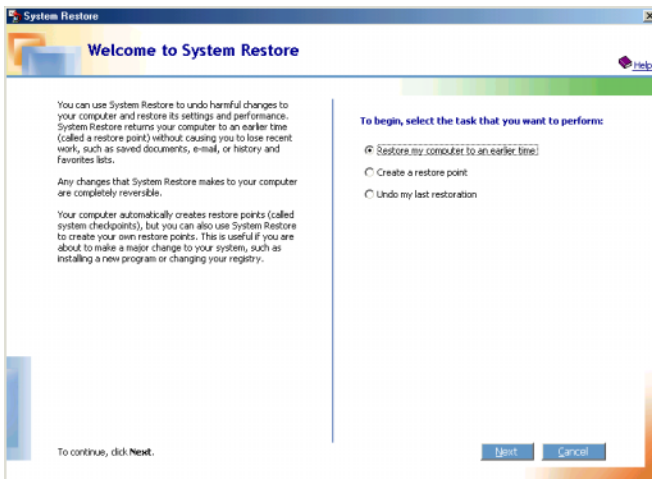 System Restore
Welcome to System Restore
Help
You can use System Restore to undo harmful changes to
your computer and restore its settings and performance.
System Restore returns your computer to an earlier time
(called a restore point) without causing you to lose recent
work, such as saved documents, e-mail, or history and
favorites lists.
Any changes that System Restore makes to your computer
are completely reversible.
Your computer automatically creates restore points (called
system checkpoints), but you can also use System Restore
to create your own restore points. This is useful if you are
about to make a major change to your system, such as
installing a new program or changing your registry.
To continue, click Next.
To begin, select the task that you want to perform:
Restore my computer to an earlier time
Create a restore point
Undo my last restoration
Next
Cancel